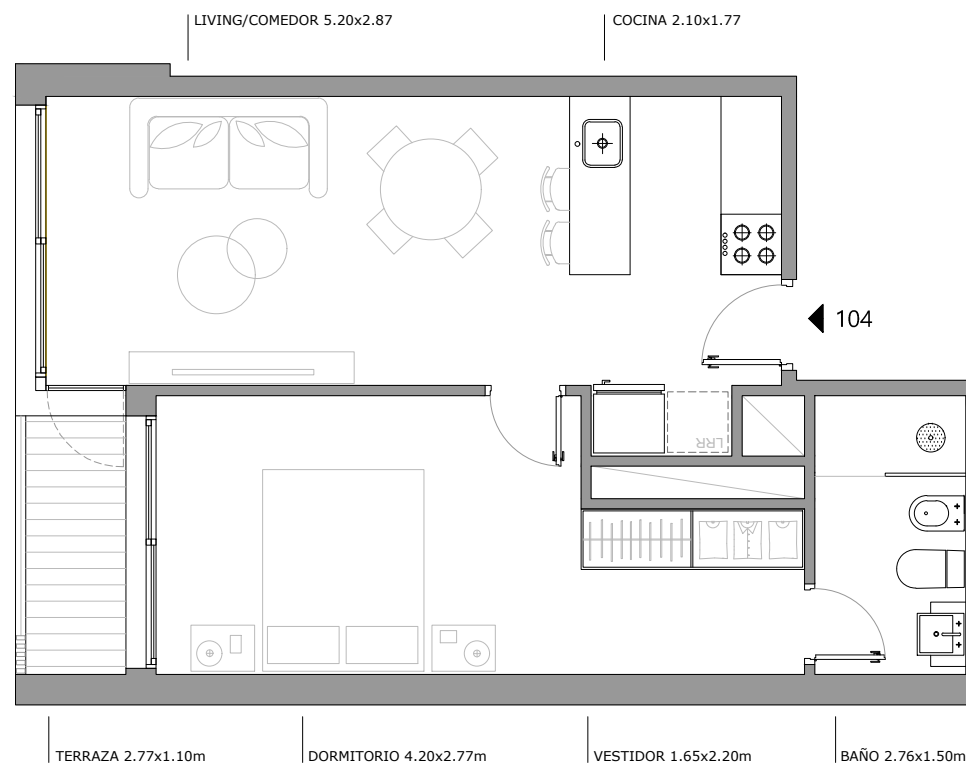 LIVING/COMEDOR 5.20x2.87
COCINA 2.10x1.77
104
LRR
TERRAZA 2.77x1.10m
DORMITORIO 4.20x2.77m
VESTIDOR 1.65x2.20m
BAÑO 2.76x1.50m